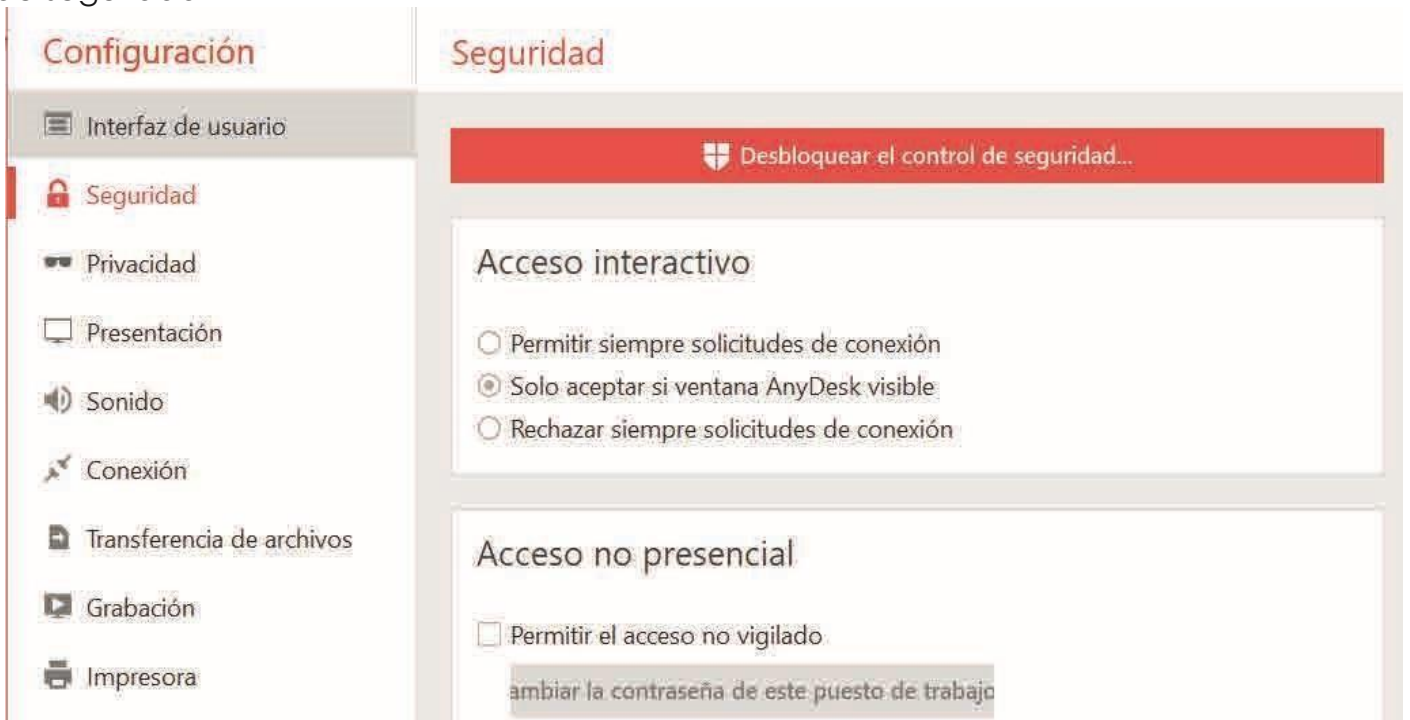 Configuración
Interfaz de usuario
Seguridad
Privacidad
Presentación
Sonido
Conexión
Transferencia de archivos
Grabación
Impresora
Seguridad
Desbloquear el control de seguridad...
Acceso interactivo
Permitir siempre solicitudes de conexión
Solo aceptar si ventana AnyDesk visible
Rechazar siempre solicitudes de conexión
Acceso no presencial
Permitir el acceso no vigilado
ambiar la contraseña de este puesto de trabajo